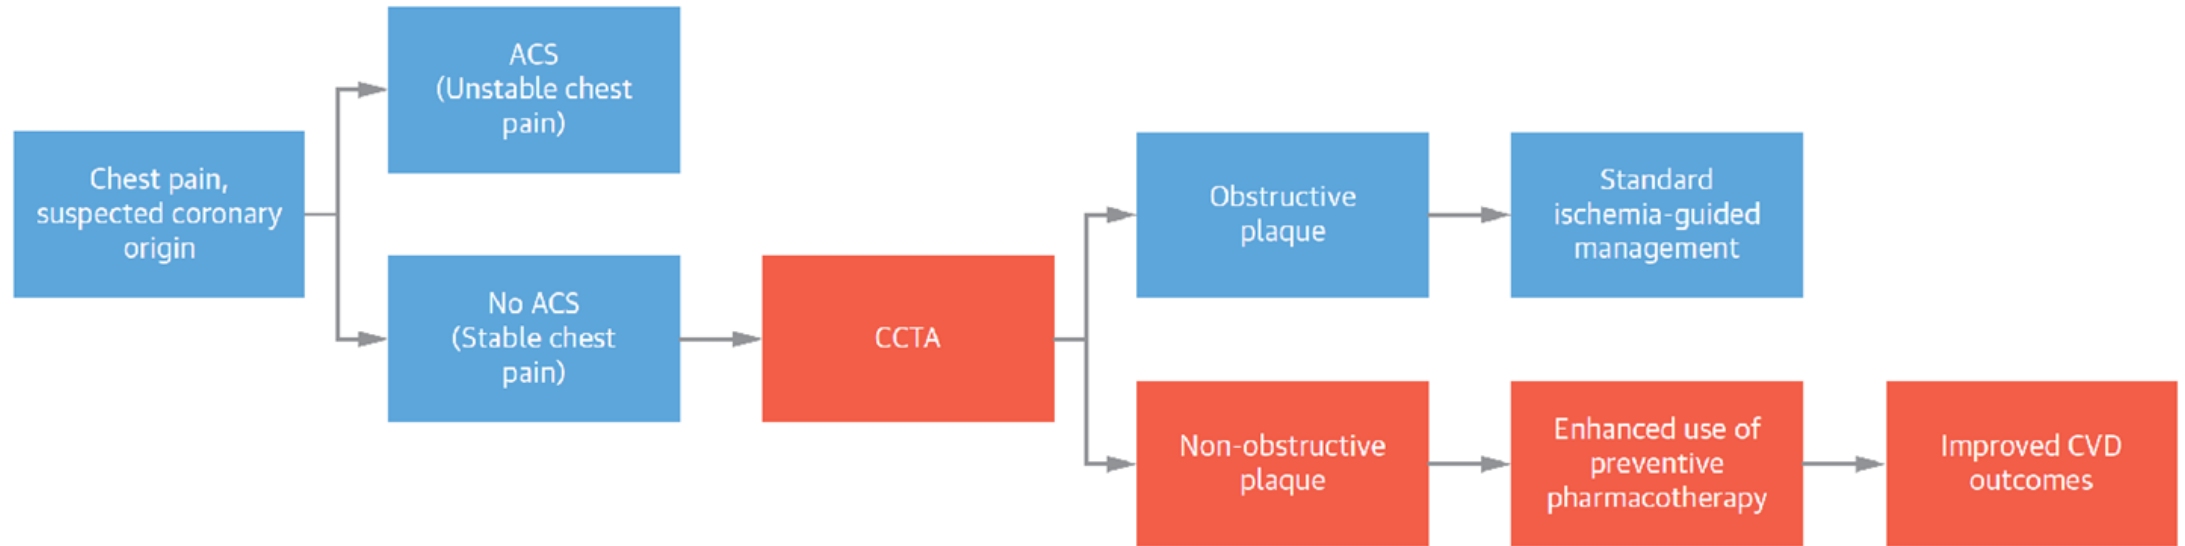 Chest pain,
suspected coronary
origin
ACS
(Unstable chest
pain)
No ACS
(Stable chest
pain)
CCTA
Obstructive
plaque
Standard
ischemia-guided
management
Non-obstructive
plaque
Enhanced use of
preventive
pharmacotherapy
Improved CVD
outcomes